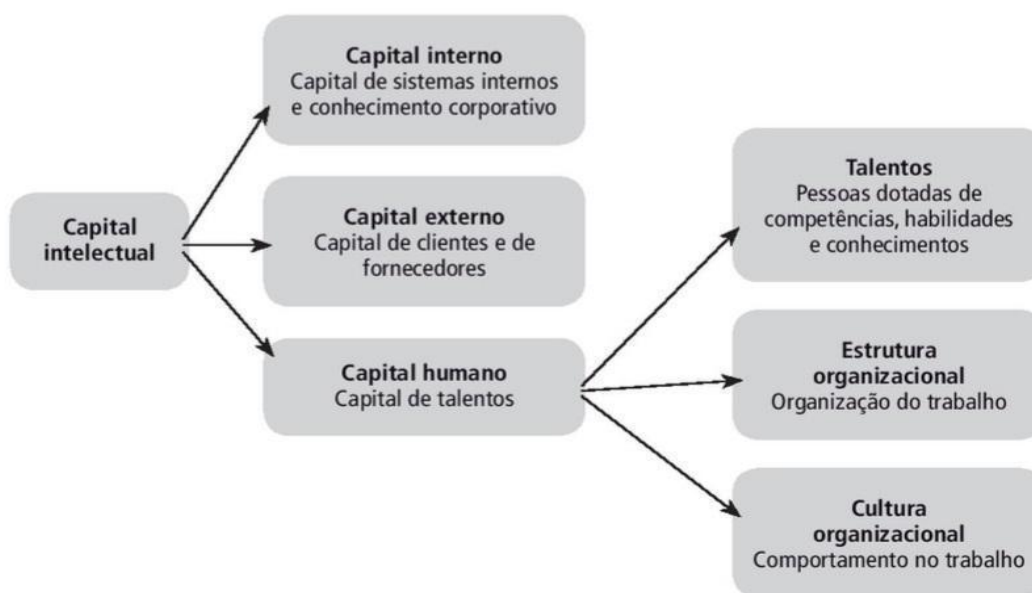 Capital
intelectual
Capital interno
Capital de sistemas internos
e conhecimento corporativo
Capital externo
Capital de clientes e de
fornecedores
Capital humano
Capital de talentos
Talentos
Pessoas dotadas de
competências, habilidades
e conhecimentos
Estrutura
organizacional
Organização do trabalho
Cultura
organizacional
Comportamento no trabalho